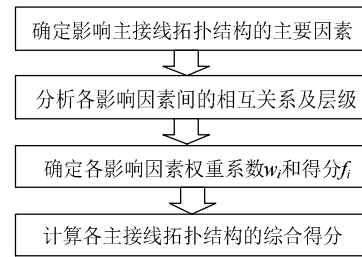 确定影响主接线拓扑结构的主要因素
分析各影响因素间的相互关系及层级
确定各影响因素权重系数wi和得分fi
计算各主接线拓扑结构的综合得分